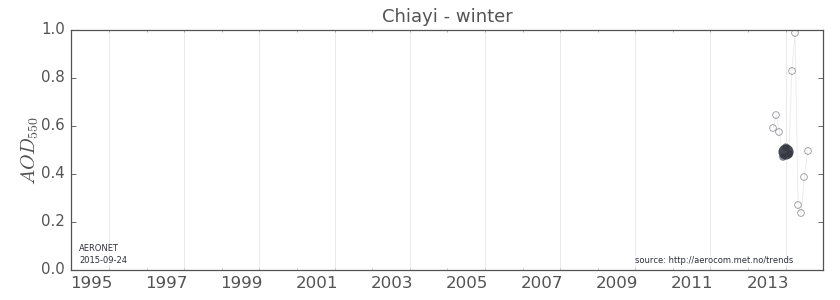 Chiayi - winter
1.0
0.8
0.6
0.4
0.2
0.0
AOD550
AERONET
2015-09-24
source: http://aerocom.met.no/trends
1995 1997 1999 2001 2003 2005 2007 2009 2011 2013